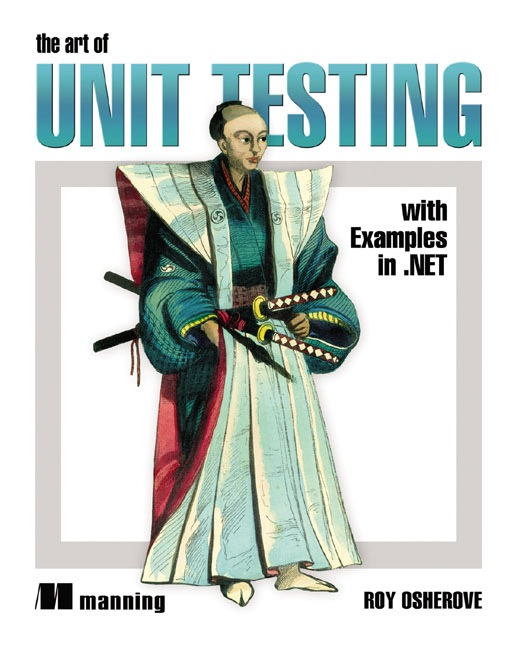 the art of
UNIT TESTING
with
Examples
in .NET
manning
ROY OSHEROVE